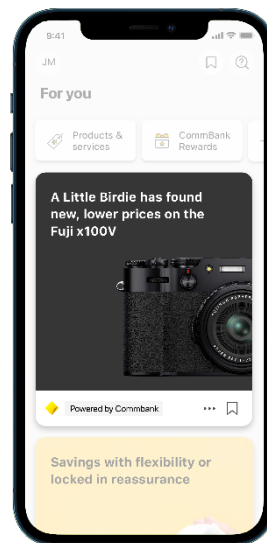 9:41
JM
For you
Products &
services
CommBank
Rewards
A Little Birdie has found
new, lower prices on the
Fuji x100V
Powered by Commbank
Savings with flexibility or
locked in reassurance